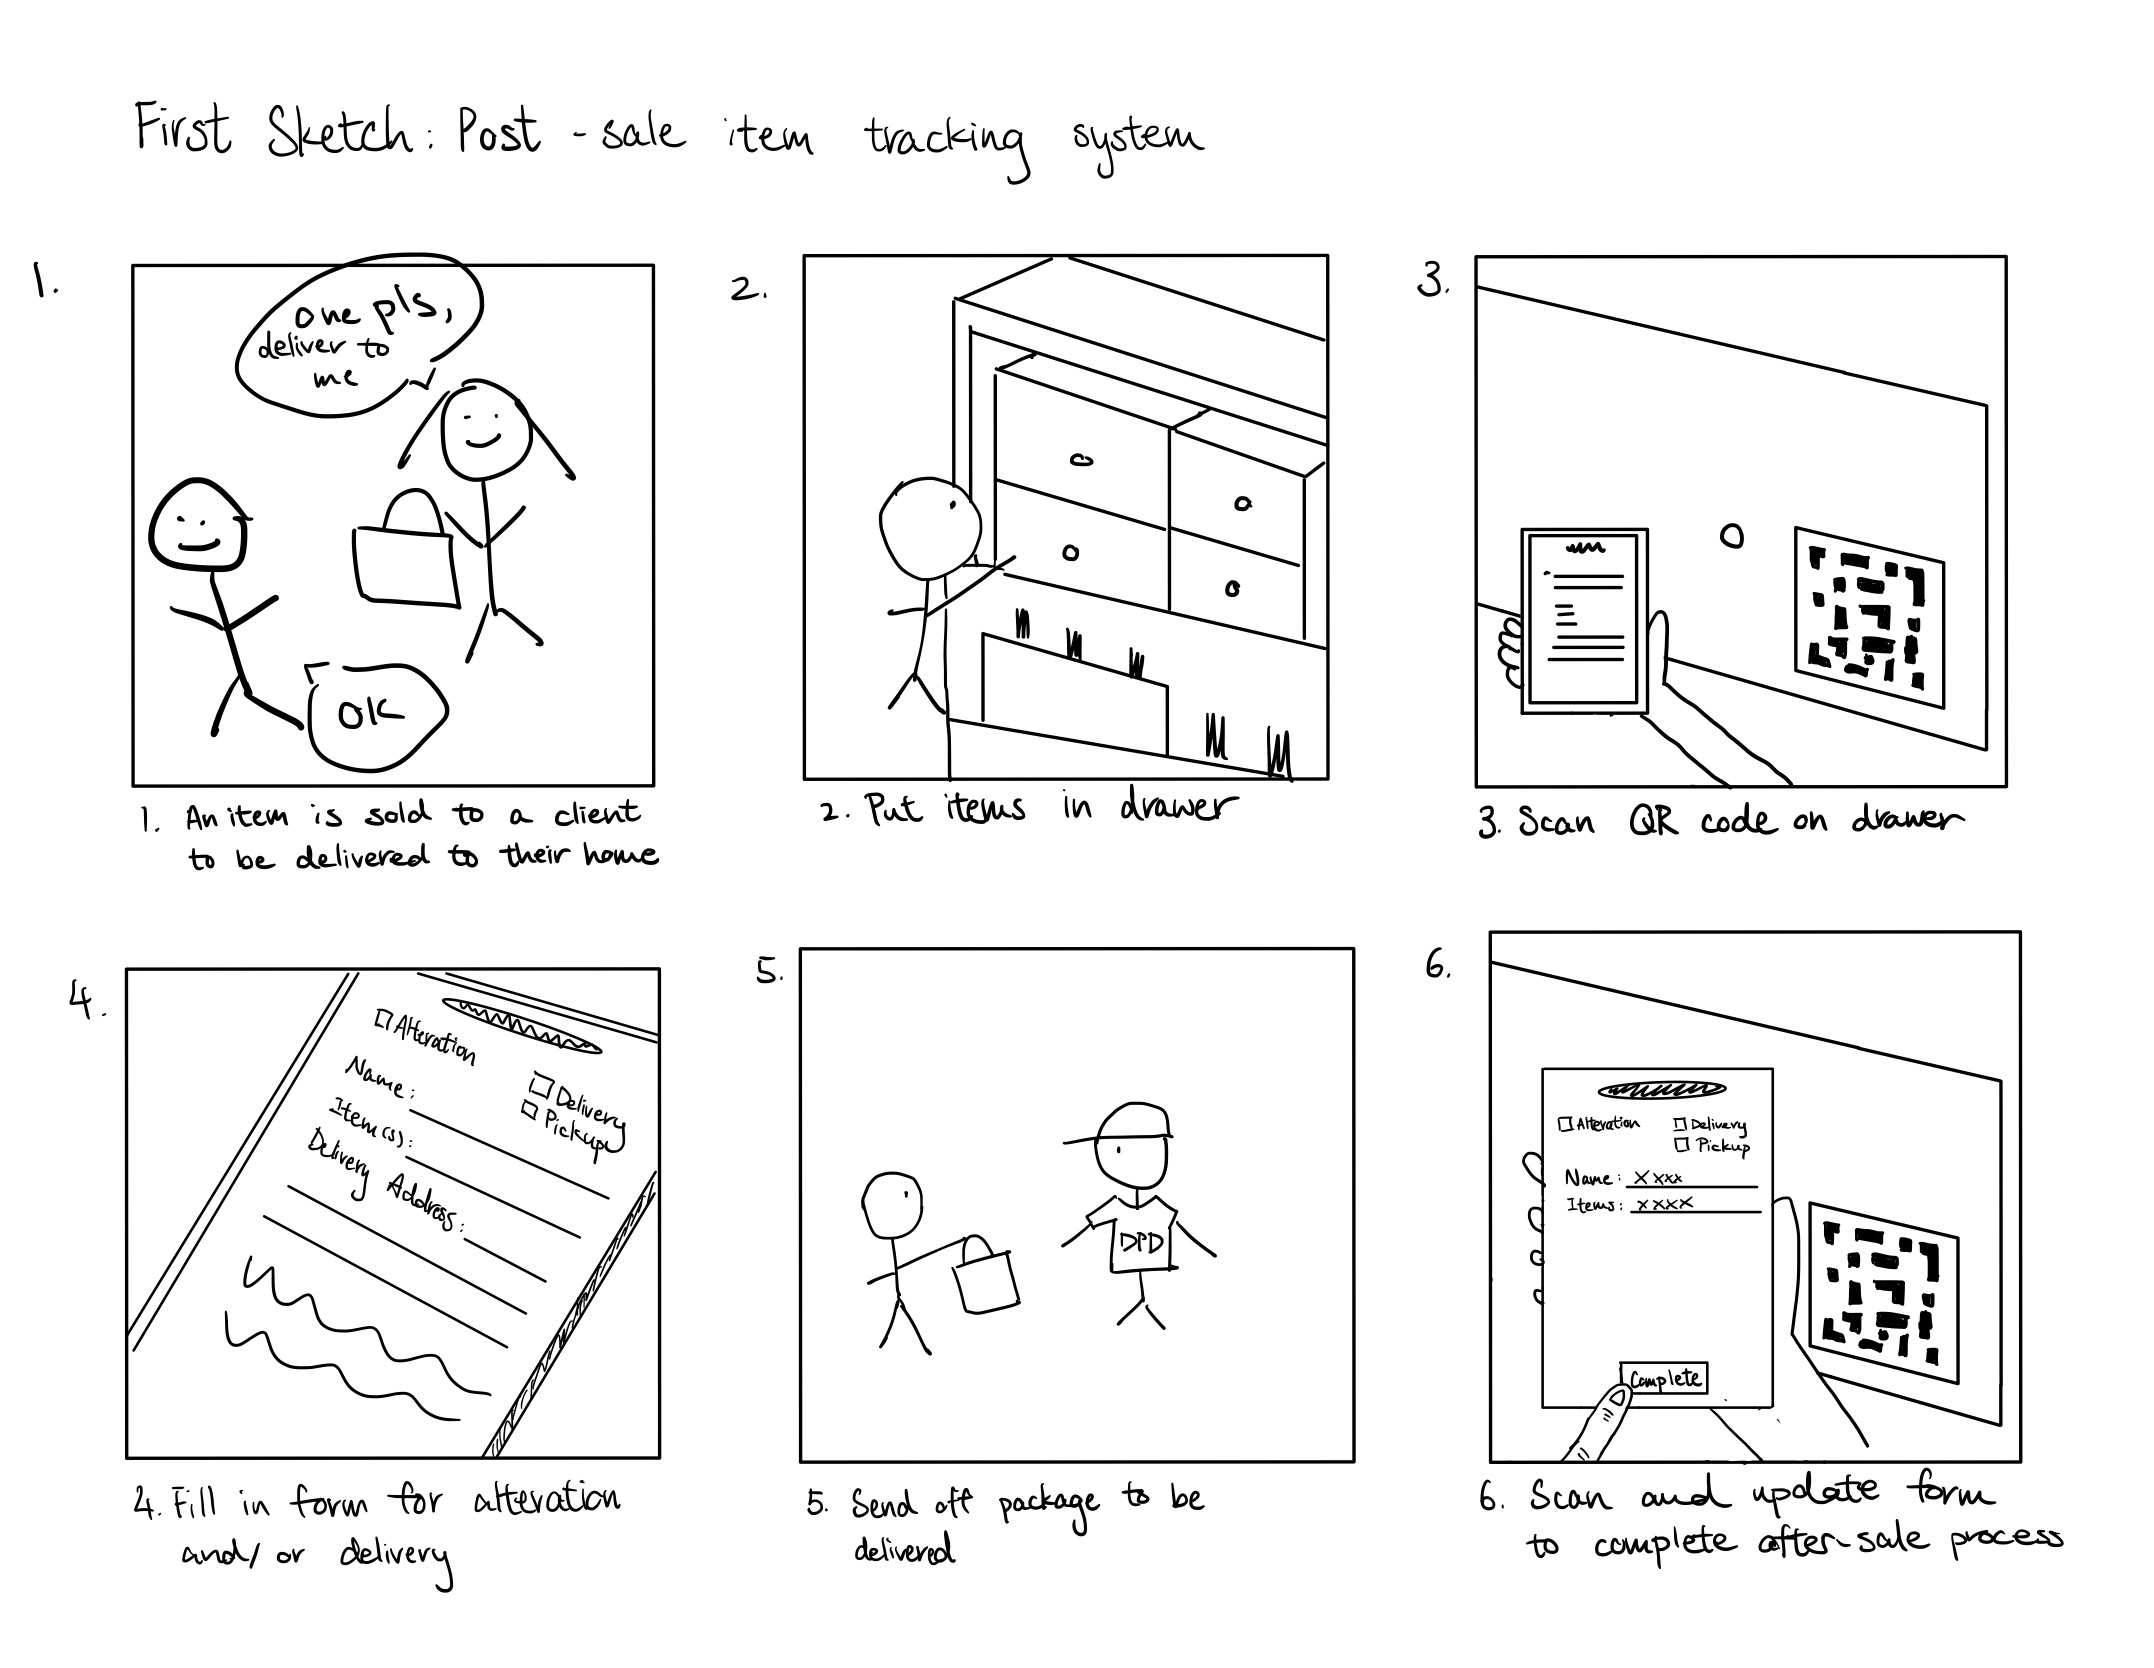 First Sketch: Post-sale item tracking system
1.
one pls,
deliver to
me
OK
1. An item is sold to a client
to be delivered to their home
2.
2. Put items in drawer
3.
3. Scan QR code on drawer
4.
Alteration
Delivery
Pickup
Name:
Item(s):
Delivery Address:
4. Fill in form for alteration
and/or delivery
5.
DPD
5. Send off package to be
delivered
6.
Alteration
Delivery
Pickup
Name: xxxx
Items: xxxx
Complete
6. Scan and update form
to complete after-sale process